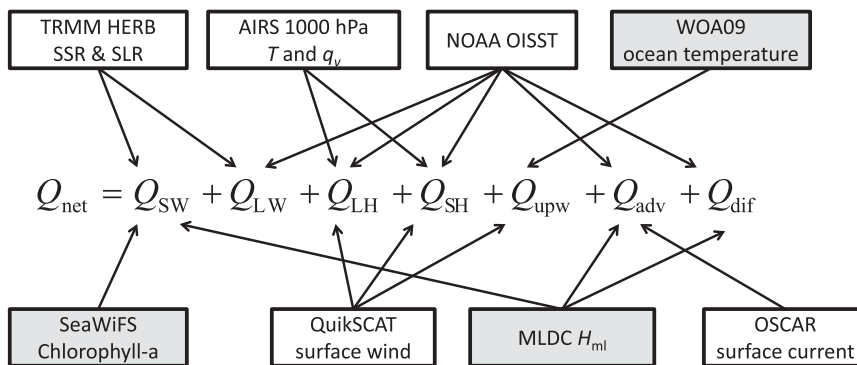 TRMM HERB
SSR & SLR
AIRS 1000 hPa
T and qv
NOAA OISST
WOA09
ocean temperature
Qnet = QSW + QLW + QLH + QSH + Qupw + Qadv + Qdif
SeaWiFS
Chlorophyll-a
QuikSCAT
surface wind
MLDC Hml
OSCAR
surface current